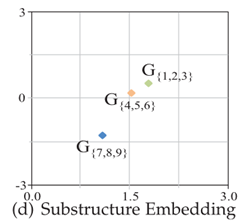 3
G{1,2,3}
0
G{4,5,6}
G{7,8,9}
-3
0.0 1.5 3.0
(d) Substructure Embedding